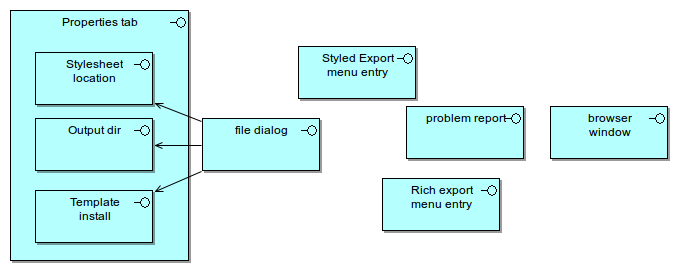 Properties tab
Stylesheet
location
Output dir
Template
install
file dialog
Styled Export
menu entry
problem report
Rich export
menu entry
browser
window